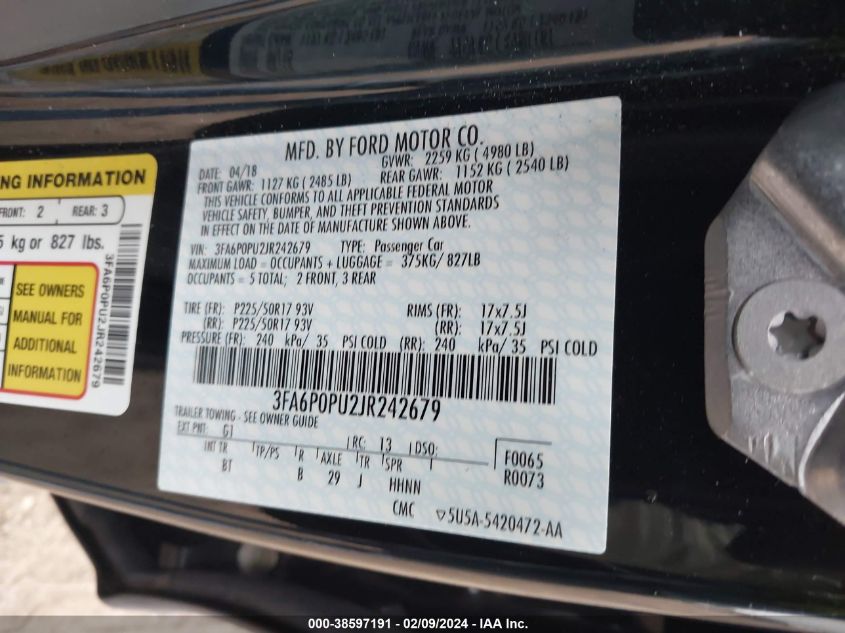 MFD. BY FORD MOTOR CO.
DATE: 04/18
GVWR: 2259 KG ( 4980 LB)
FRONT GAWR: 1127 KG ( 2485 LB)
REAR GAWR: 1152 KG ( 2540 LB)
THIS VEHICLE CONFORMS TO ALL APPLICABLE FEDERAL MOTOR
VEHICLE SAFETY, BUMPER, AND THEFT PREVENTION STANDARDS
IN EFFECT ON THE DATE OF MANUFACTURE SHOWN ABOVE.
VIN: 3FA6P0PU2JR242679 TYPE: Passenger Car
MAXIMUM LOAD = OCCUPANTS + LUGGAGE = 375KG/ 827LB
OCCUPANTS = 5 TOTAL; 2 FRONT, 3 REAR
TIRE (FR): P225/50R17 93V RIMS (FR): 17x7.5J
(RR): P225/50R17 93V (RR): 17x7.5J
PRESSURE (FR): 240 kPa/ 35 PSI COLD (RR): 240 kPa/ 35 PSI COLD
3FA6P0PU2JR242679
TRAILER TOWING - SEE OWNER GUIDE
EXT PNT: G1 RC: 13 DSO: F0065
INT TR TP/PS R AXLE TR SPR R0073
BT B 29 J HHNN
CMC 5U5A-5420472-AA
NG INFORMATION
FRONT: 2 REAR: 3
5 kg or 827 lbs.
SEE OWNERS
MANUAL FOR
ADDITIONAL
INFORMATION
3FA6P0PU2JR242679
000-38597191 - 02/09/2024 - IAA Inc.